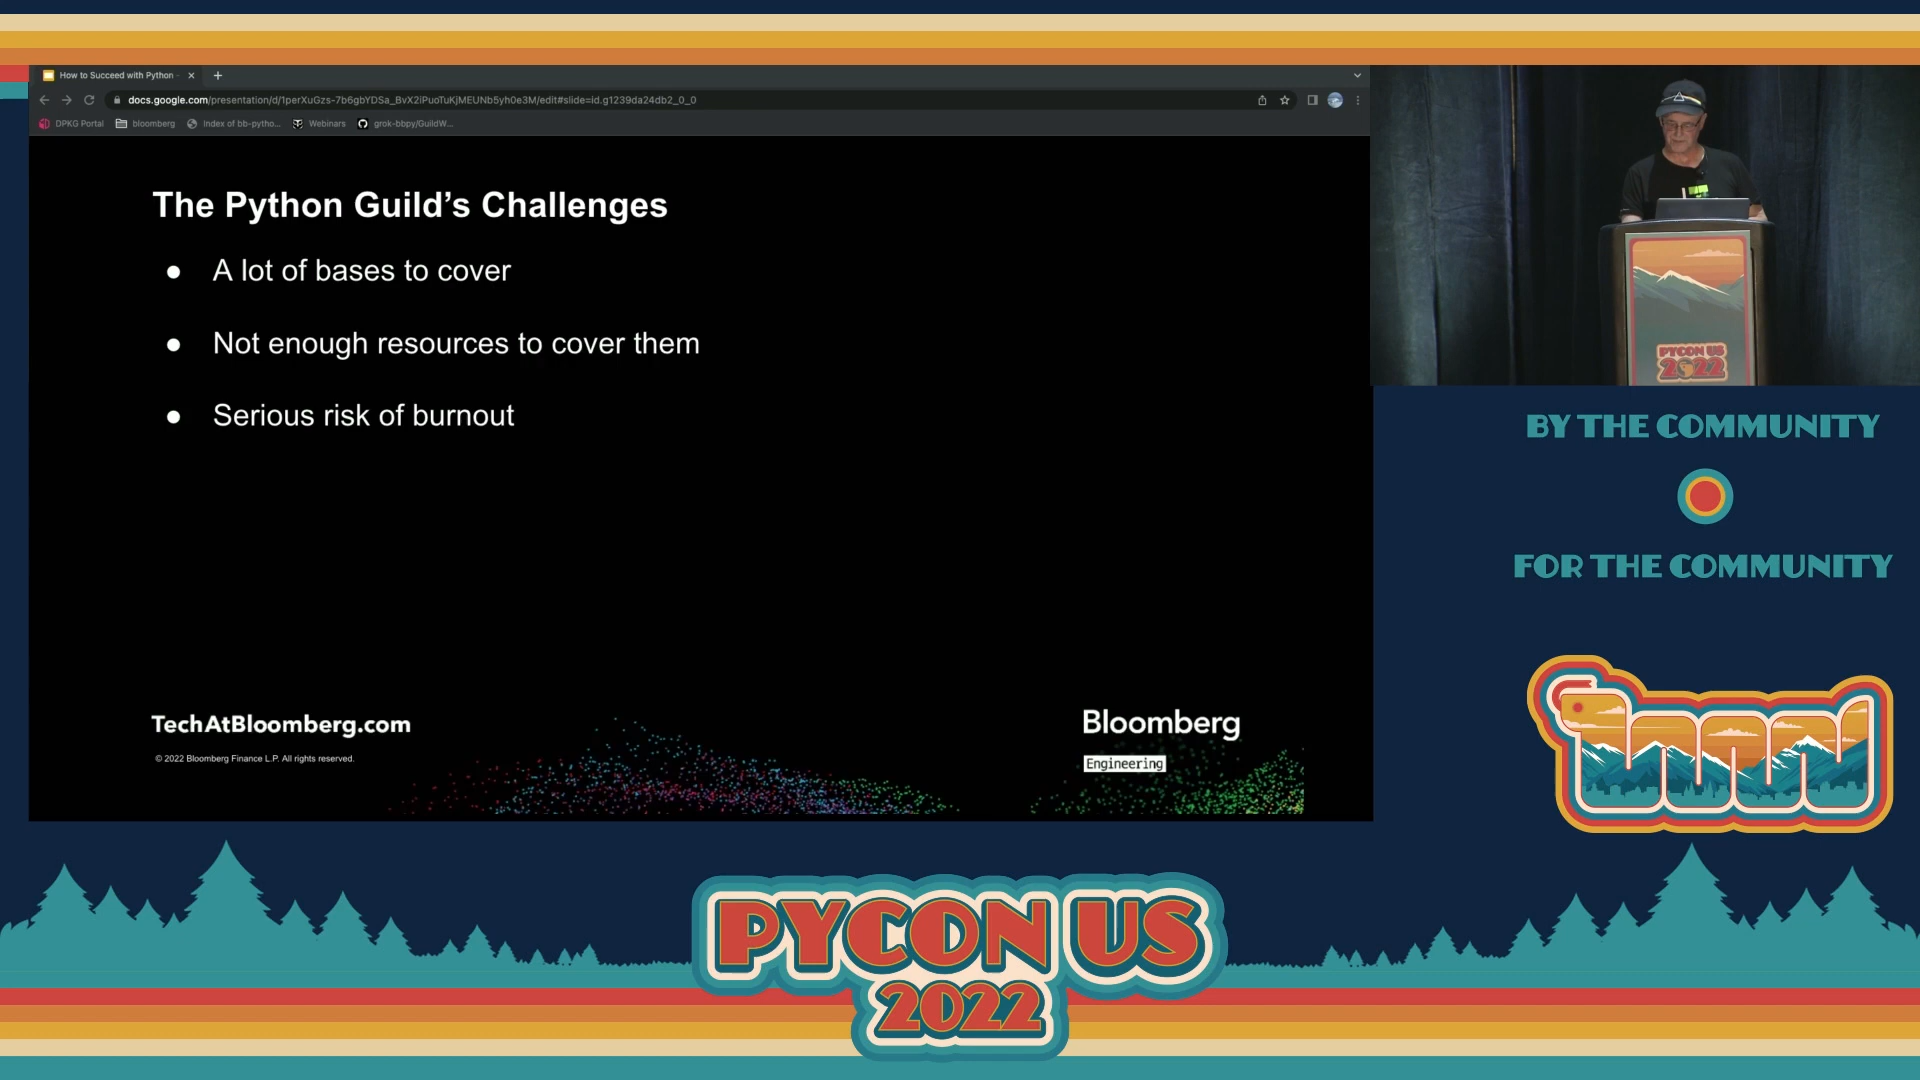 How to Succeed with Python -
docs.google.com/presentation/d/1perXuGzs-7b6gbYDSa_BvX2iPuoTuKjMEUNb5yh0e3M/edit#slide=id.g1239da24db2_0_0
DPKG Portal bloomberg Index of bb-pytho... Webinars grok-bbpy/GuildW...
The Python Guild’s Challenges
● A lot of bases to cover
● Not enough resources to cover them
● Serious risk of burnout
TechAtBloomberg.com
© 2022 Bloomberg Finance L.P. All rights reserved.
Bloomberg
Engineering
PYCON US
2022
BY THE COMMUNITY
FOR THE COMMUNITY
PYCON US
2022